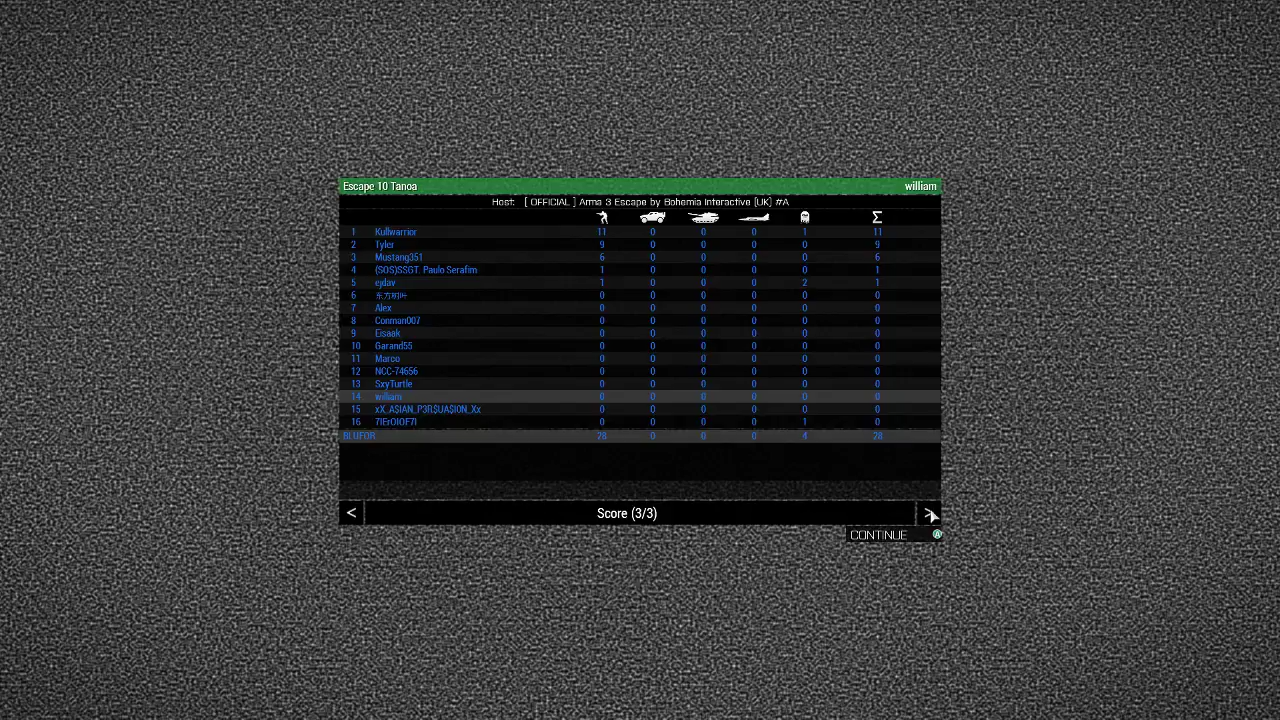 Escape 10 Tanoa william
Host: [ OFFICIAL ] Arma 3 Escape by Bohemia Interactive [UK] #A
Σ
1 Kullwarrior 11 0 0 0 1 11
2 Tyler 9 0 0 0 0 9
3 Mustang351 6 0 0 0 0 6
4 (SOS)SSGT. Paulo Serafim 1 0 0 0 0 1
5 ejdav 1 0 0 0 2 1
6 0 0 0 0 0 0
7 Alex 0 0 0 0 0 0
8 Conman007 0 0 0 0 0 0
9 Eisaak 0 0 0 0 0 0
10 Garand55 0 0 0 0 0 0
11 Marco 0 0 0 0 0 0
12 NCC-74656 0 0 0 0 0 0
13 SxyTurtle 0 0 0 0 0 0
14 william 0 0 0 0 0 0
15 xX_A$IAN_P3R$UA$I0N_Xx 0 0 0 0 0 0
16 0 0 0 0 1 0
BLUFOR 28 0 0 0 4 28
< Score (3/3) >
CONTINUE A